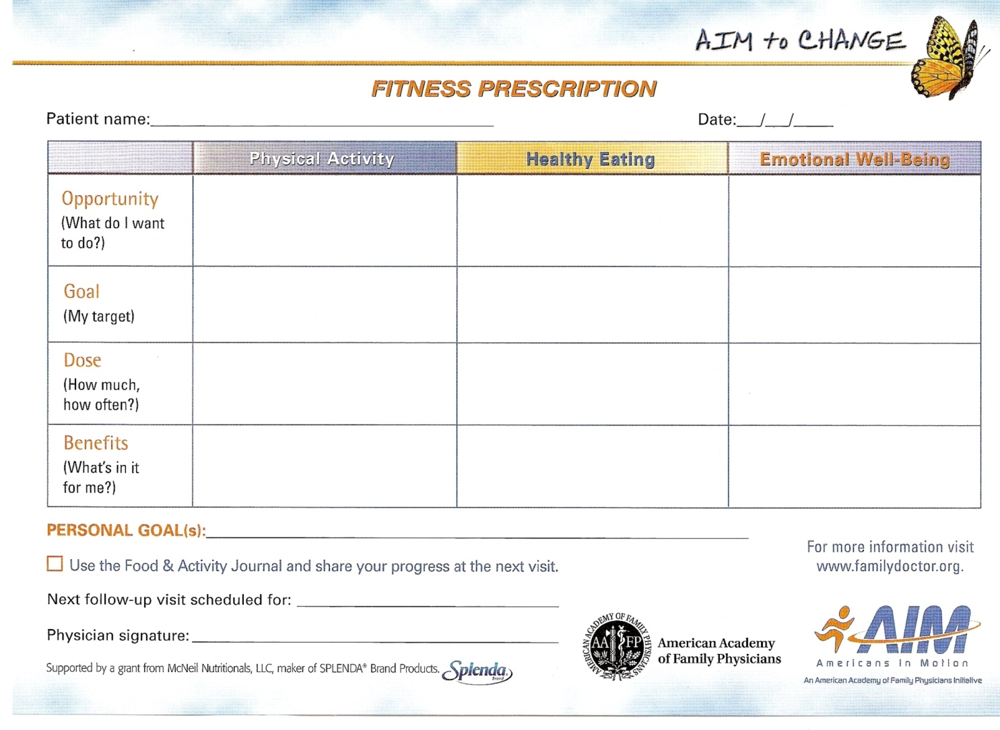 AIM to CHANGE
FITNESS PRESCRIPTION
Patient name:
Date:__/__/____
Physical Activity
Healthy Eating
Emotional Well-Being
Opportunity
(What do I want
to do?)
Goal
(My target)
Dose
(How much,
how often?)
Benefits
(What's in it
for me?)
PERSONAL GOAL(s):
Use the Food & Activity Journal and share your progress at the next visit.
For more information visit
www.familydoctor.org.
Next follow-up visit scheduled for:
Physician signature:
Supported by a grant from McNeil Nutritionals, LLC, maker of SPLENDA® Brand Products.
Splenda
Brand
AMERICAN ACADEMY OF FAMILY PHYSICIANS
AA FP
American Academy
of Family Physicians
AIM
Americans In Motion
An American Academy of Family Physicians Initiative